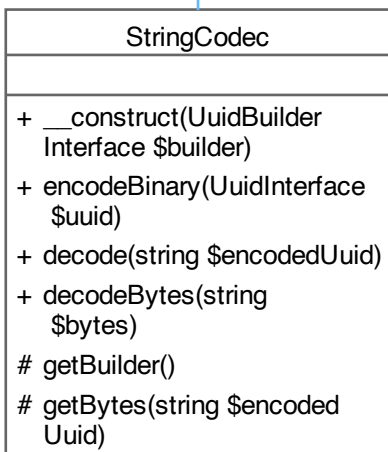 StringCodec
+ __construct(UuidBuilder
Interface $builder)
+ encodeBinary(UuidInterface
$uuid)
+ decode(string $encodedUuid)
+ decodeBytes(string
$bytes)
# getBuilder()
# getBytes(string $encoded
Uuid)